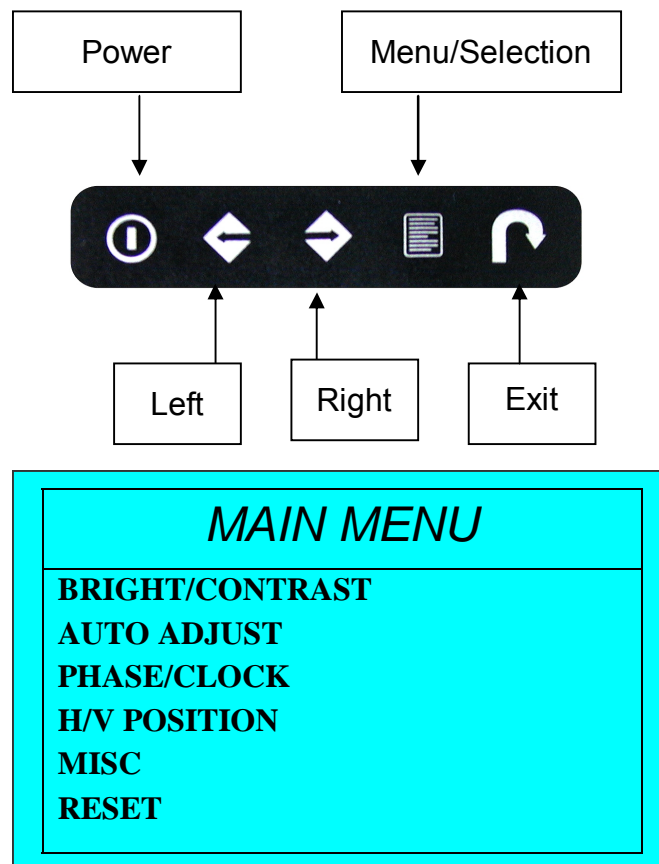 Power
Menu/Selection
Left
Right
Exit
MAIN MENU
BRIGHT/CONTRAST
AUTO ADJUST
PHASE/CLOCK
H/V POSITION
MISC
RESET